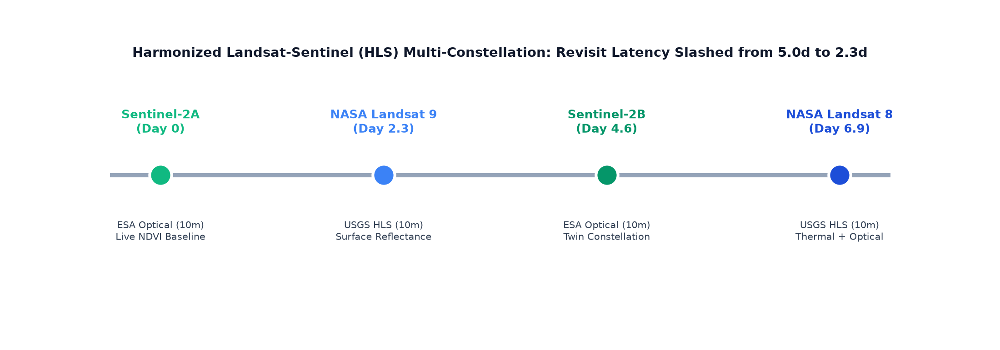 Harmonized Landsat-Sentinel (HLS) Multi-Constellation: Revisit Latency Slashed from 5.0d to 2.3d
Sentinel-2A
(Day 0)
NASA Landsat 9
(Day 2.3)
Sentinel-2B
(Day 4.6)
NASA Landsat 8
(Day 6.9)
ESA Optical (10m)
Live NDVI Baseline
USGS HLS (10m)
Surface Reflectance
ESA Optical (10m)
Twin Constellation
USGS HLS (10m)
Thermal + Optical